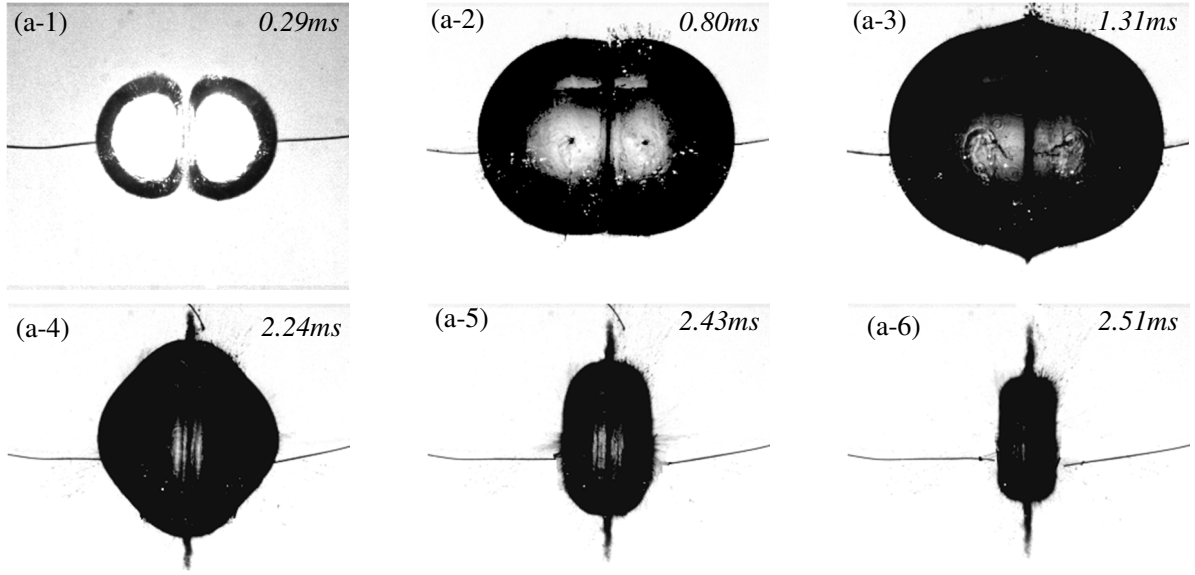 (a-1) 0.29ms
(a-2) 0.80ms
(a-3) 1.31ms
(a-4) 2.24ms
(a-5) 2.43ms
(a-6) 2.51ms